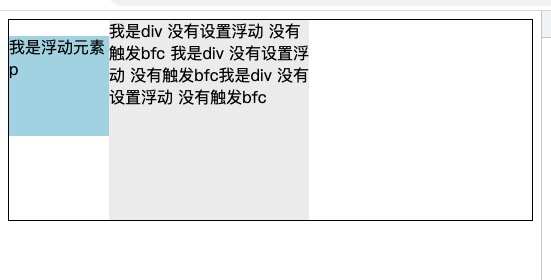 我是浮动元素
p
我是div 没有设置浮动 没有
触发bfc 我是div 没有设置浮
动 没有触发bfc我是div 没有
设置浮动 没有触发bfc